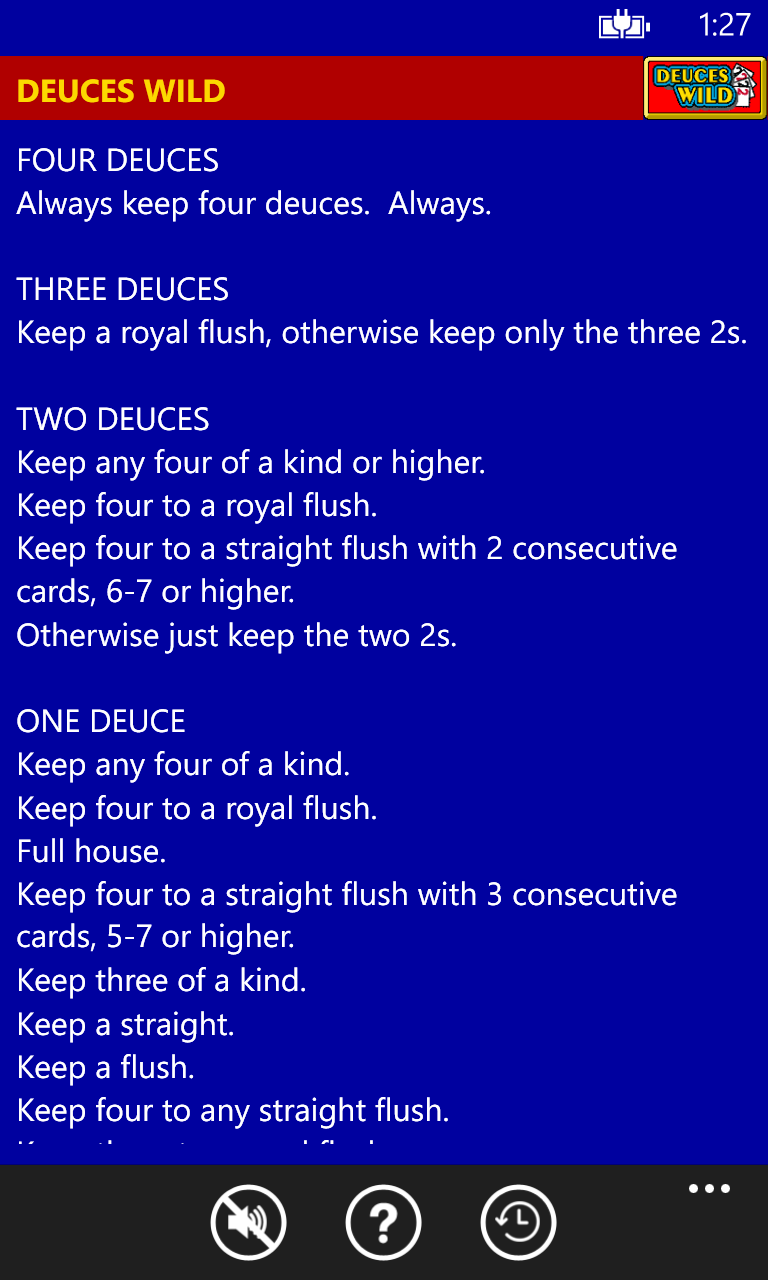 1:27
DEUCES WILD
DEUCES
WILD
FOUR DEUCES
Always keep four deuces.  Always.
THREE DEUCES
Keep a royal flush, otherwise keep only the three 2s.
TWO DEUCES
Keep any four of a kind or higher.
Keep four to a royal flush.
Keep four to a straight flush with 2 consecutive
cards, 6-7 or higher.
Otherwise just keep the two 2s.
ONE DEUCE
Keep any four of a kind.
Keep four to a royal flush.
Full house.
Keep four to a straight flush with 3 consecutive
cards, 5-7 or higher.
Keep three of a kind.
Keep a straight.
Keep a flush.
Keep four to any straight flush.